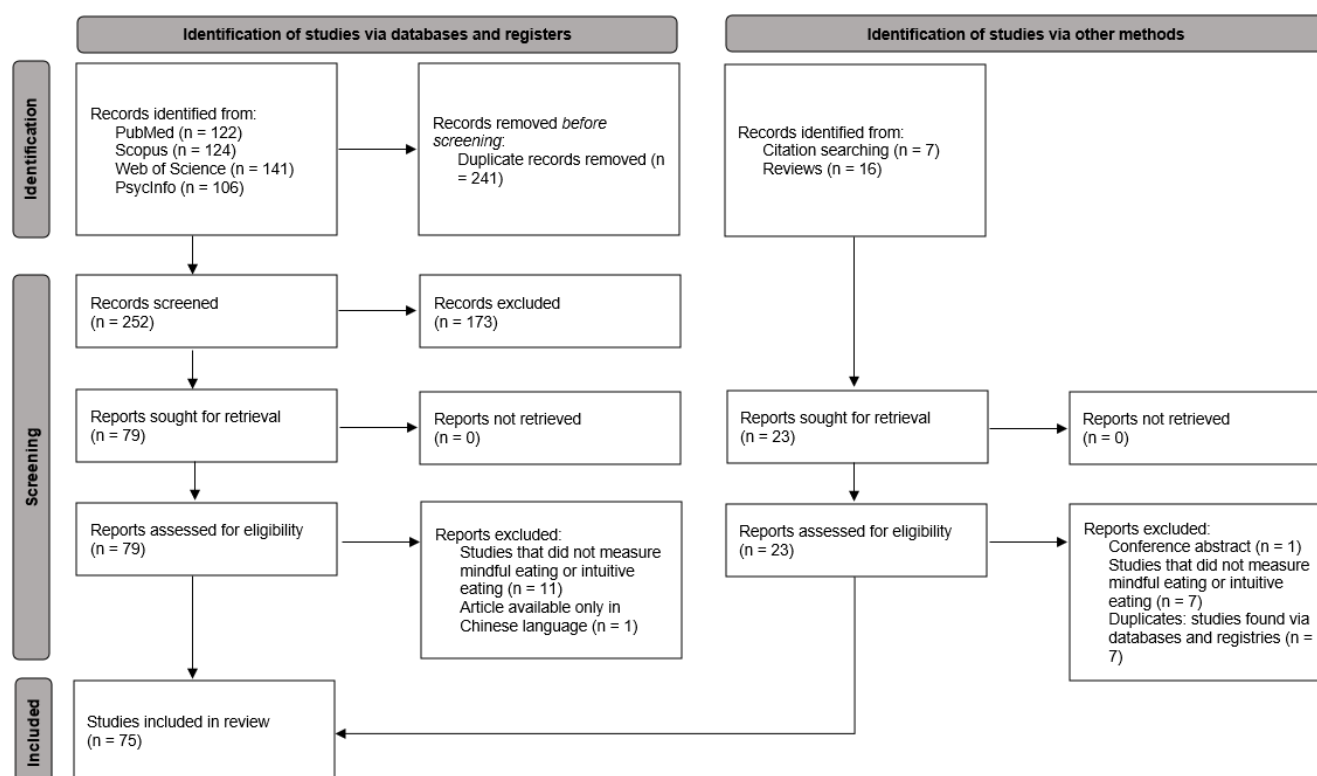 Identification of studies via databases and registers
Identification of studies via other methods
Identification
Records identified from:
PubMed (n = 122)
Scopus (n = 124)
Web of Science (n = 141)
PsycInfo (n = 106)
Records removed before
screening:
Duplicate records removed (n
= 241)
Records identified from:
Citation searching (n = 7)
Reviews (n = 16)
Screening
Records screened
(n = 252)
Records excluded
(n = 173)
Reports sought for retrieval
(n = 79)
Reports not retrieved
(n = 0)
Reports sought for retrieval
(n = 23)
Reports not retrieved
(n = 0)
Reports assessed for eligibility
(n = 79)
Reports excluded:
Studies that did not measure
mindful eating or intuitive
eating (n = 11)
Article available only in
Chinese language (n = 1)
Reports assessed for eligibility
(n = 23)
Reports excluded:
Conference abstract (n = 1)
Studies that did not measure
mindful eating or intuitive
eating (n = 7)
Duplicates: studies found via
databases and registries (n =
7)
Included
Studies included in review
(n = 75)